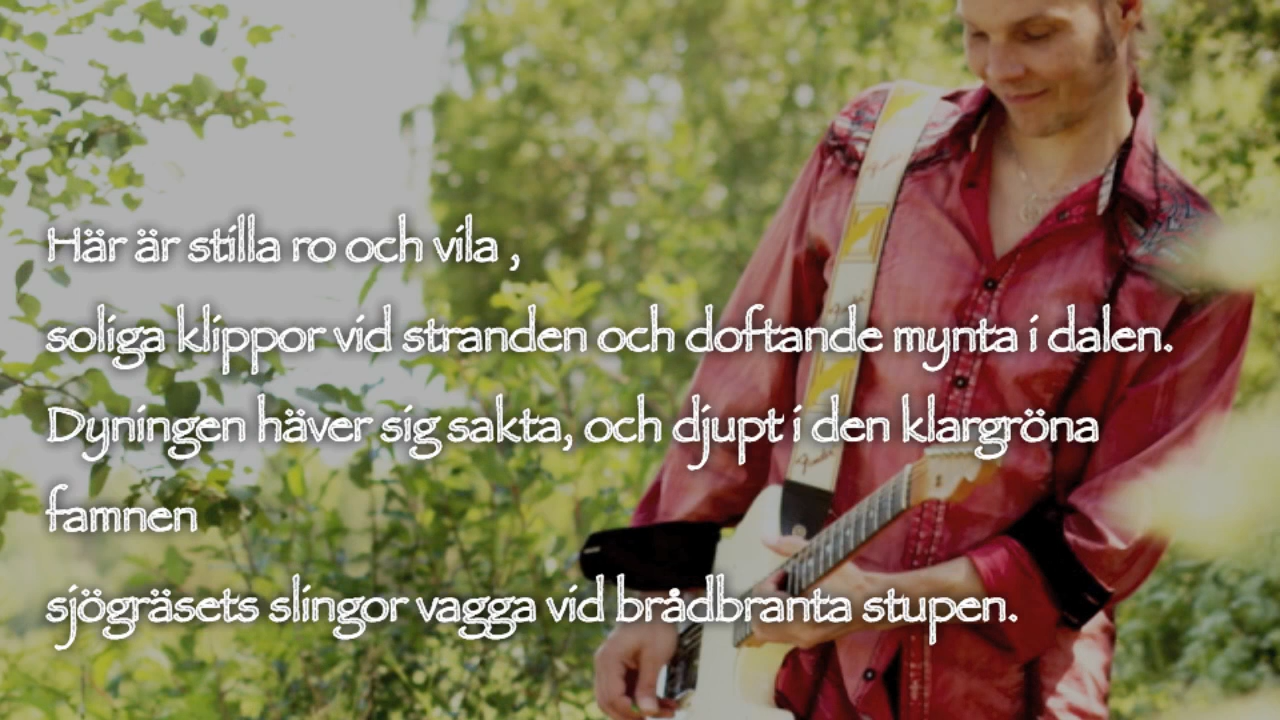 Här är stilla ro och vila ,
soliga klippor vid stranden och doftande mynta i dalen.
Dyningen häver sig sakta, och djupt i den klargröna
famnen
sjögräsets slingor vagga vid brådbranta stupen.
Fender